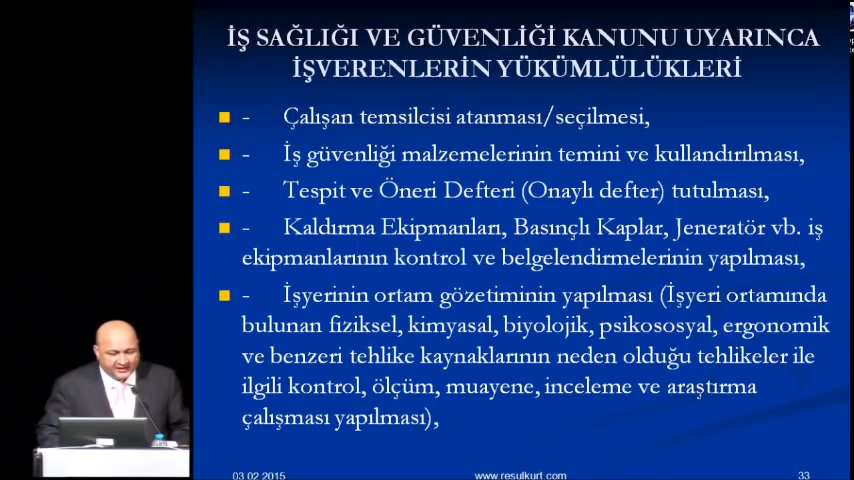 İŞ SAĞLIĞI VE GÜVENLİĞİ KANUNU UYARINCA
İŞVERENLERİN YÜKÜMLÜLÜKLERİ
- Çalışan temsilcisi atanması/seçilmesi,
- İş güvenliği malzemelerinin temini ve kullandırılması,
- Tespit ve Öneri Defteri (Onaylı defter) tutulması,
- Kaldırma Ekipmanları, Basınçlı Kaplar, Jeneratör vb. iş
ekipmanlarının kontrol ve belgelendirmelerinin yapılması,
- İşyerinin ortam gözetiminin yapılması (İşyeri ortamında
bulunan fiziksel, kimyasal, biyolojik, psikososyal, ergonomik
ve benzeri tehlike kaynaklarının neden olduğu tehlikeler ile
ilgili kontrol, ölçüm, muayene, inceleme ve araştırma
çalışması yapılması),
03.02.2015 www.resulkurt.com 33